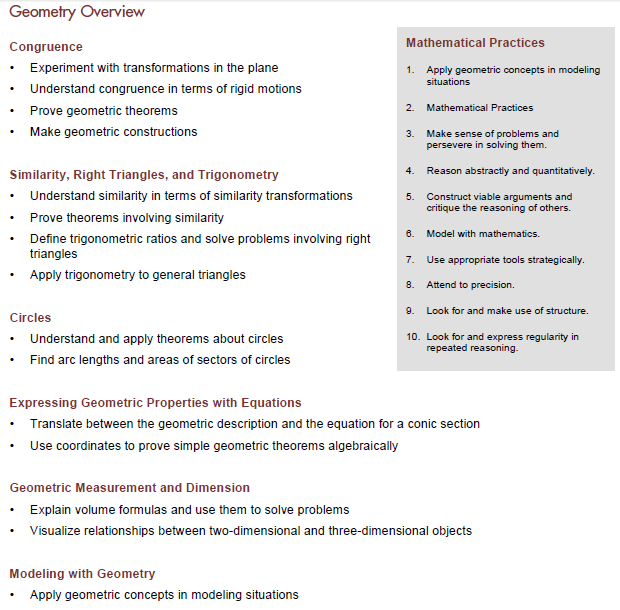 Geometry Overview
Congruence
• Experiment with transformations in the plane
• Understand congruence in terms of rigid motions
• Prove geometric theorems
• Make geometric constructions
Similarity, Right Triangles, and Trigonometry
• Understand similarity in terms of similarity transformations
• Prove theorems involving similarity
• Define trigonometric ratios and solve problems involving right
triangles
• Apply trigonometry to general triangles
Circles
• Understand and apply theorems about circles
• Find arc lengths and areas of sectors of circles
Expressing Geometric Properties with Equations
• Translate between the geometric description and the equation for a conic section
• Use coordinates to prove simple geometric theorems algebraically
Geometric Measurement and Dimension
• Explain volume formulas and use them to solve problems
• Visualize relationships between two-dimensional and three-dimensional objects
Modeling with Geometry
• Apply geometric concepts in modeling situations
Mathematical Practices
1. Apply geometric concepts in modeling
situations
2. Mathematical Practices
3. Make sense of problems and
persevere in solving them.
4. Reason abstractly and quantitatively.
5. Construct viable arguments and
critique the reasoning of others.
6. Model with mathematics.
7. Use appropriate tools strategically.
8. Attend to precision.
9. Look for and make use of structure.
10. Look for and express regularity in
repeated reasoning.